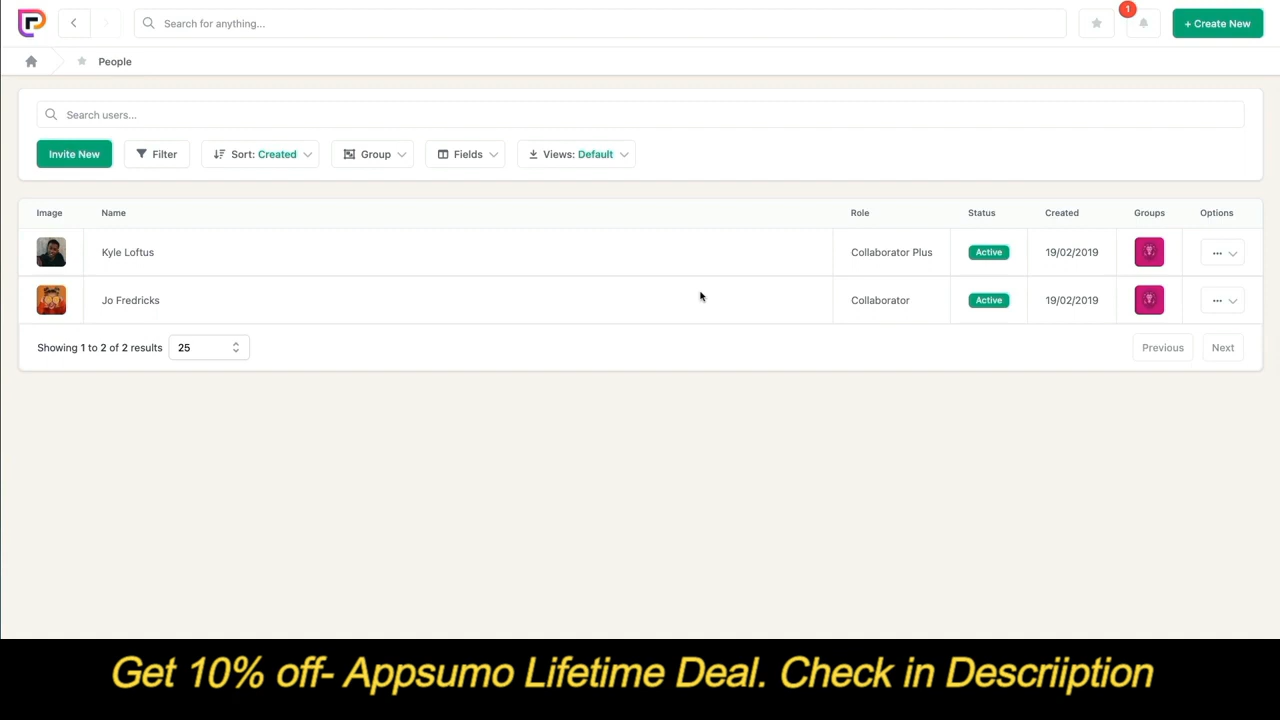 Search for anything...
1
+ Create New
People
Search users...
Invite New Filter Sort: Created Group Fields Views: Default
Image Name Role Status Created Groups Options
Kyle Loftus Collaborator Plus Active 19/02/2019 ...
Jo Fredricks Collaborator Active 19/02/2019 ...
Showing 1 to 2 of 2 results 25 Previous Next
Get 10% off- Appsumo Lifetime Deal. Check in Descriiption